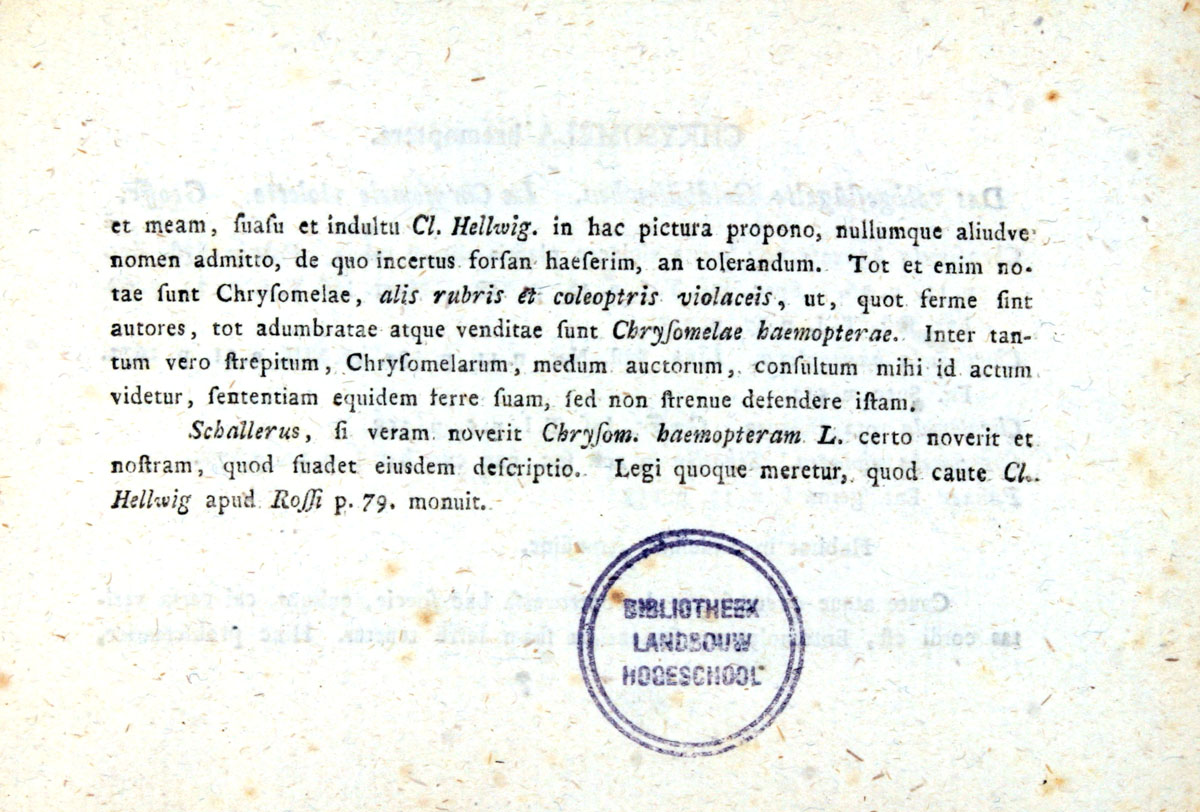 et meam, ſuaſu et indultu Cl. Hellwig. in hac pictura propono, nullumque aliudve
nomen admitto, de quo incertus forſan haeſerim, an tolerandum. Tot et enim no-
tae ſunt Chryſomelae, alis rubris et coleoptris violaceis, ut, quot ferme ſint
autores, tot adumbratae atque venditae ſunt Chryſomelae haemopterae. Inter tan-
tum vero ſtrepitum, Chryſomelarum, medum auctorum, conſultum mihi id actum
videtur, ſententiam equidem ferre ſuam, ſed non ſtrenue defendere iſtam.
Schallerus, ſi veram noverit Chryſom. haemopteram L. certo noverit et
noſtram, quod ſuadet eiusdem deſcriptio. Legi quoque meretur, quod caute Cl.
Hellwig apud Roſſi p. 79. monuit.
BIBLIOTHEEK
LANDBOUW
HOGESCHOOL